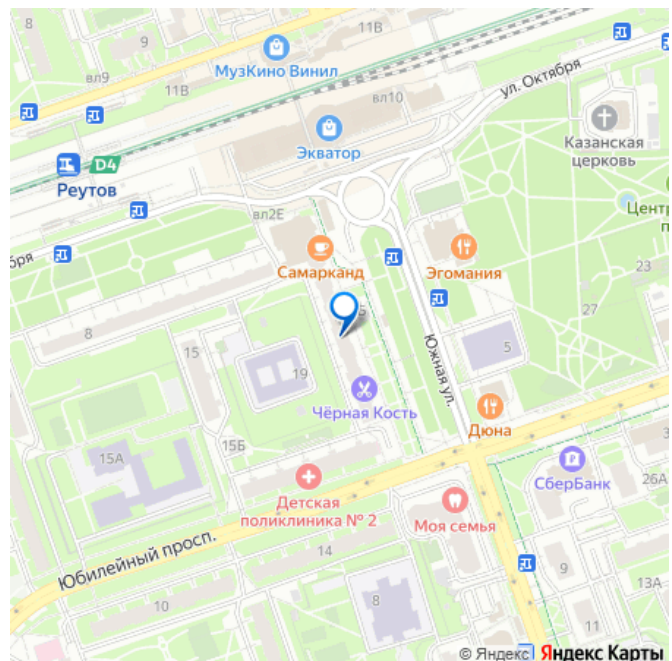 8
9
11В
МузКино Винил
вл9
11В
вл10
ул. Октября
Экватор
Казанская
церковь
D4
Реутов
вл2Е
Центр
п
бря
Самарканд
Эгомания
23
27
8
15
Южная ул.
5
19
Чёрная Кость
Дюна
15Б
15А
СберБанк
26А
Детская
поликлиника № 2
Моя семья
Юбилейный просп.
14
9
10
8
11
© Яндекс Яндекс Карты